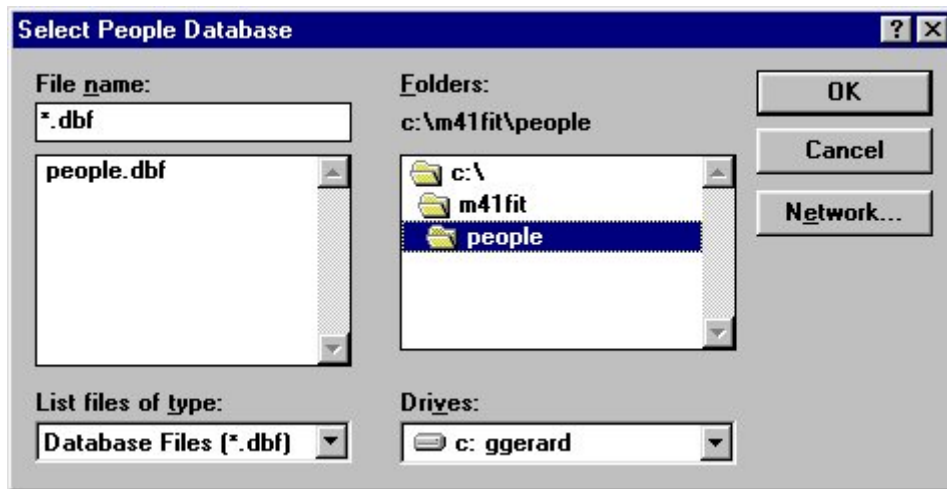 Select People Database
File name:
*.dbf
people.dbf
List files of type:
Database Files (*.dbf)
Folders:
c:\m41fit\people
c:\
m41fit
people
Drives:
c: ggerard
OK
Cancel
Network...